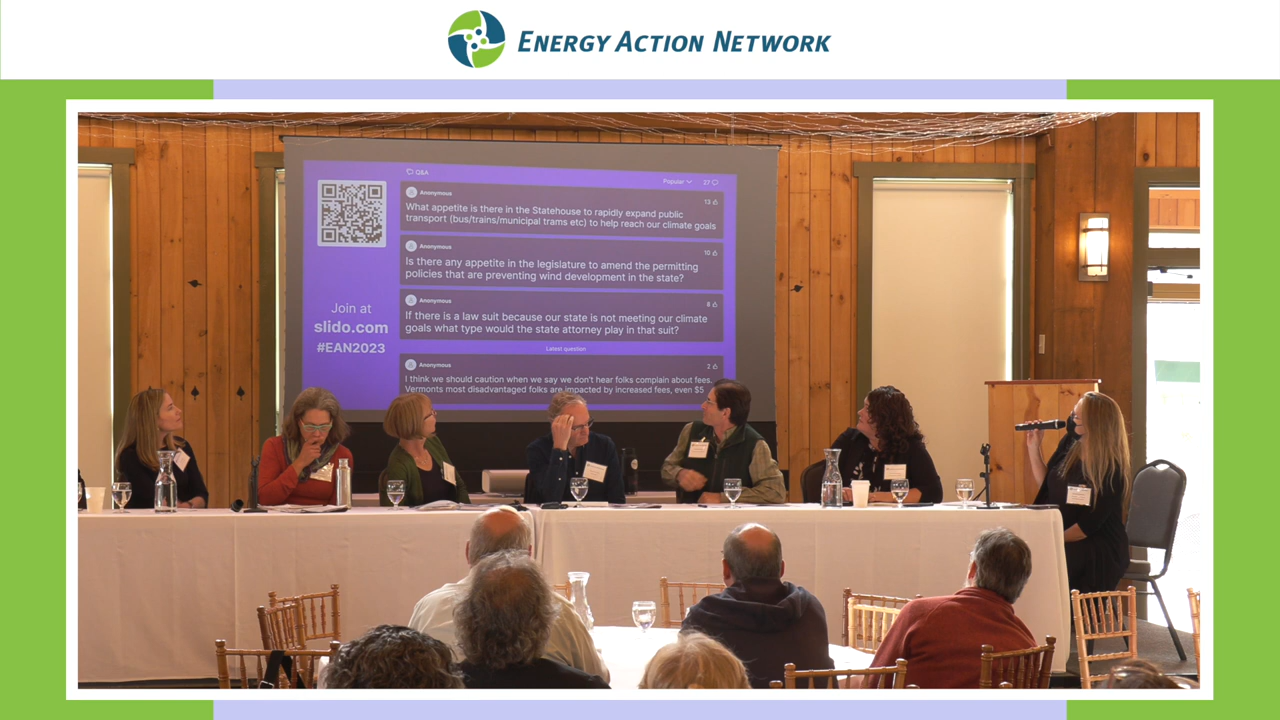 ENERGY ACTION NETWORK
Q&A
Popular
27
Anonymous
13
What appetite is there in the Statehouse to rapidly expand public
transport (bus/trains/municipal trams etc) to help reach our climate goals
Anonymous
10
Is there any appetite in the legislature to amend the permitting
policies that are preventing wind development in the state?
Anonymous
8
If there is a law suit because our state is not meeting our climate
goals what type would the state attorney play in that suit?
Latest question
Anonymous
2
I think we should caution when we say we don't hear folks complain about fees.
Vermonts most disadvantaged folks are impacted by increased fees, even $5
Join at
slido.com
#EAN2023